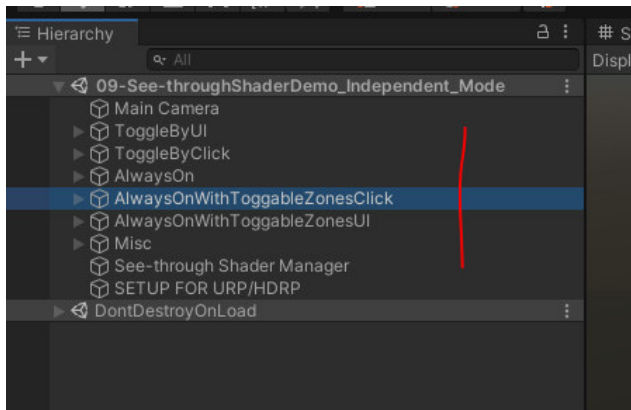 Hierarchy
# S
All
Displ
09-See-throughShaderDemo_Independent_Mode
Main Camera
ToggleByUI
ToggleByClick
AlwaysOn
AlwaysOnWithToggableZonesClick
AlwaysOnWithToggableZonesUI
Misc
See-through Shader Manager
SETUP FOR URP/HDRP
DontDestroyOnLoad